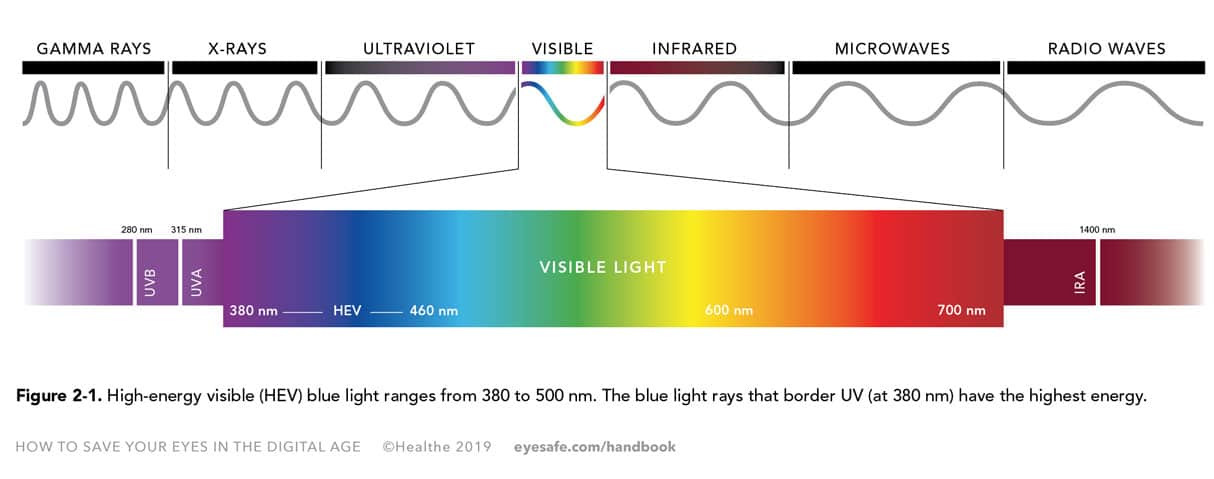 GAMMA RAYS X-RAYS ULTRAVIOLET VISIBLE INFRARED MICROWAVES RADIO WAVES
280 nm 315 nm 1400 nm
UVB UVA VISIBLE LIGHT IRA
380 nm HEV 460 nm 600 nm 700 nm
Figure 2-1. High-energy visible (HEV) blue light ranges from 380 to 500 nm. The blue light rays that border UV (at 380 nm) have the highest energy.
HOW TO SAVE YOUR EYES IN THE DIGITAL AGE ©Healthe 2019 eyesafe.com/handbook